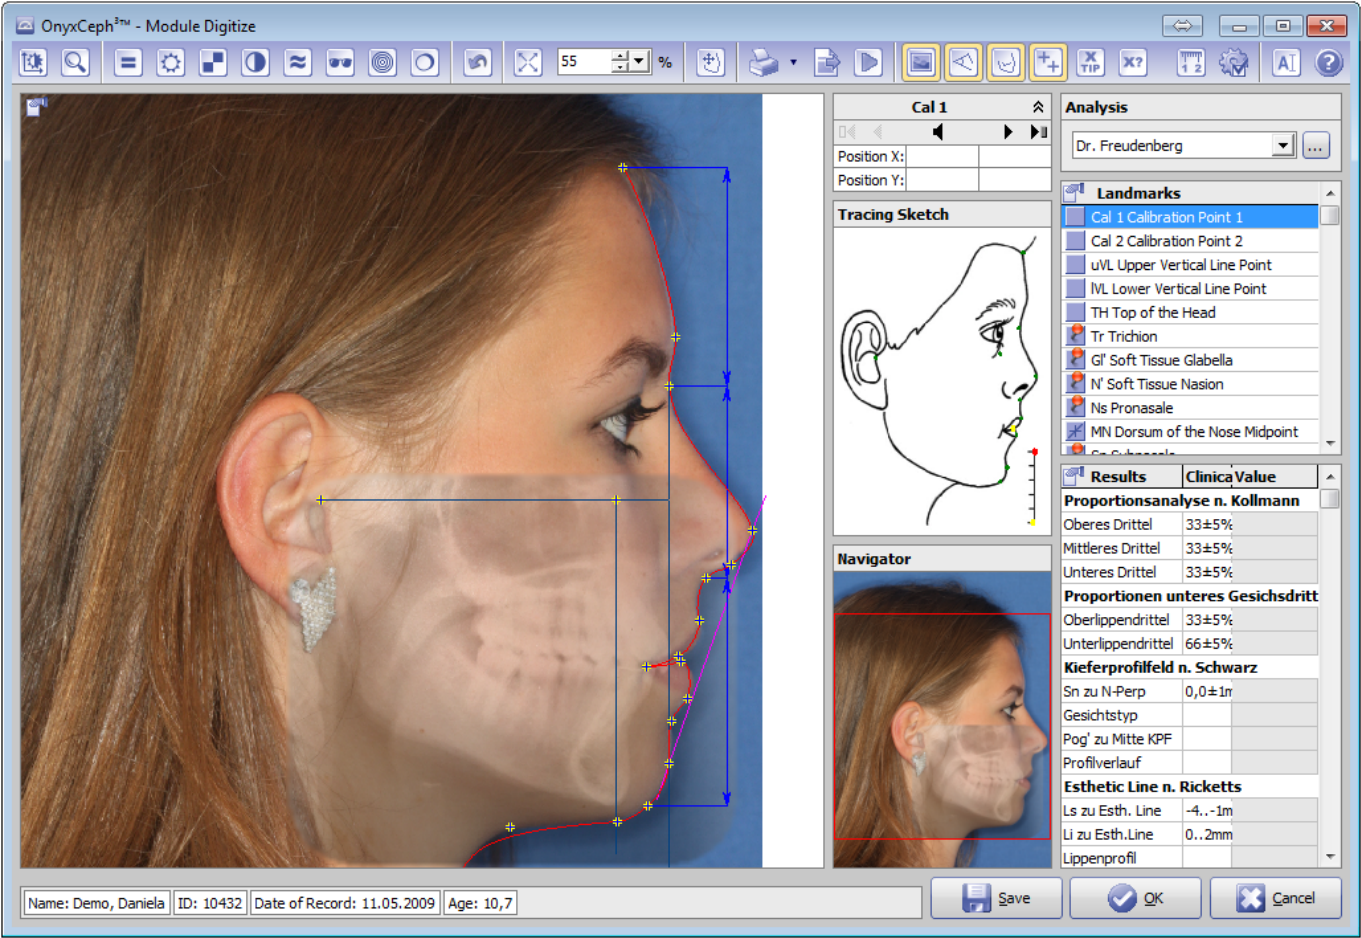 OnyxCeph³™ - Module Digitize
55 %
X TIP
X?
1 2
AI
?
Cal 1
Position X:
Position Y:
Tracing Sketch
Navigator
Analysis
Dr. Freudenberg
...
Landmarks
Cal 1 Calibration Point 1
Cal 2 Calibration Point 2
uVL Upper Vertical Line Point
lVL Lower Vertical Line Point
TH Top of the Head
Tr Trichion
Gl' Soft Tissue Glabella
N' Soft Tissue Nasion
Ns Pronasale
MN Dorsum of the Nose Midpoint
Results Clinica Value
Proportionsanalyse n. Kollmann
Oberes Drittel 33±5%
Mittleres Drittel 33±5%
Unteres Drittel 33±5%
Proportionen unteres Gesichsdritt
Oberlippendrittel 33±5%
Unterlippendrittel 66±5%
Kieferprofilfeld n. Schwarz
Sn zu N-Perp 0,0±1m
Gesichtstyp
Pog' zu Mitte KPF
Profilverlauf
Esthetic Line n. Ricketts
Ls zu Esth. Line -4..-1m
Li zu Esth.Line 0..2mm
Lippenprofil
Name: Demo, Daniela ID: 10432 Date of Record: 11.05.2009 Age: 10,7
Save
OK
Cancel